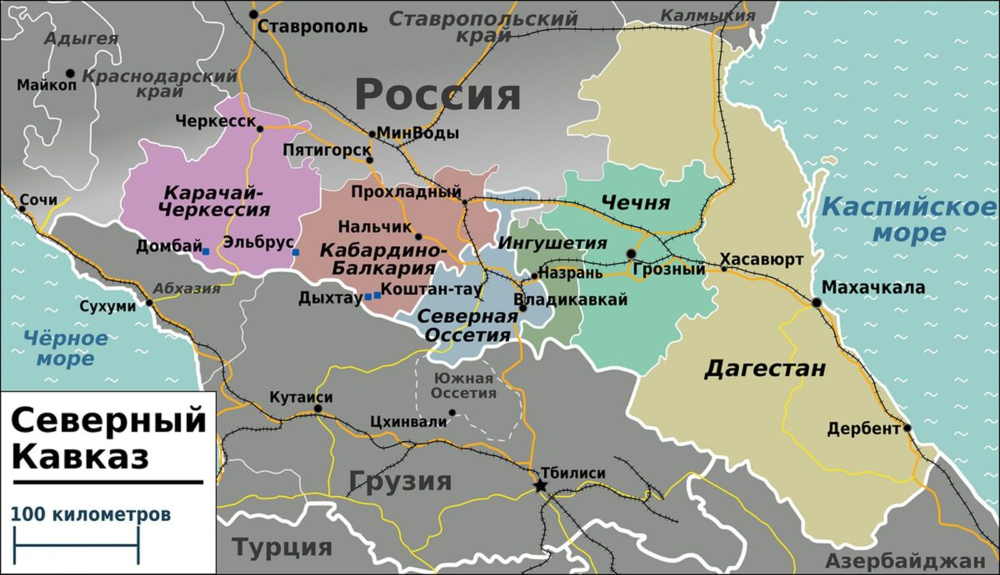 Ставропольский
край
Калмыкия
Ставрополь
Адыгея
Майкоп
Краснодарский
край
Россия
Черкесск
МинВоды
Пятигорск
Карачай-
Черкессия
Прохладный
Чечня
Сочи
Каспийское
море
Нальчик
Домбай
Эльбрус
Кабардино-
Балкария
Ингушетия
Назрань
Грозный
Хасавюрт
Абхазия
Сухуми
Дыхтау
Коштан-тау
Владикавкай
Махачкала
Северная
Осетия
Чёрное
море
Дагестан
Южная
Осетия
Кутаиси
Цхинвали
Дербент
Северный
Кавказ
Грузия
Тбилиси
100 километров
Турция
Азербайджан